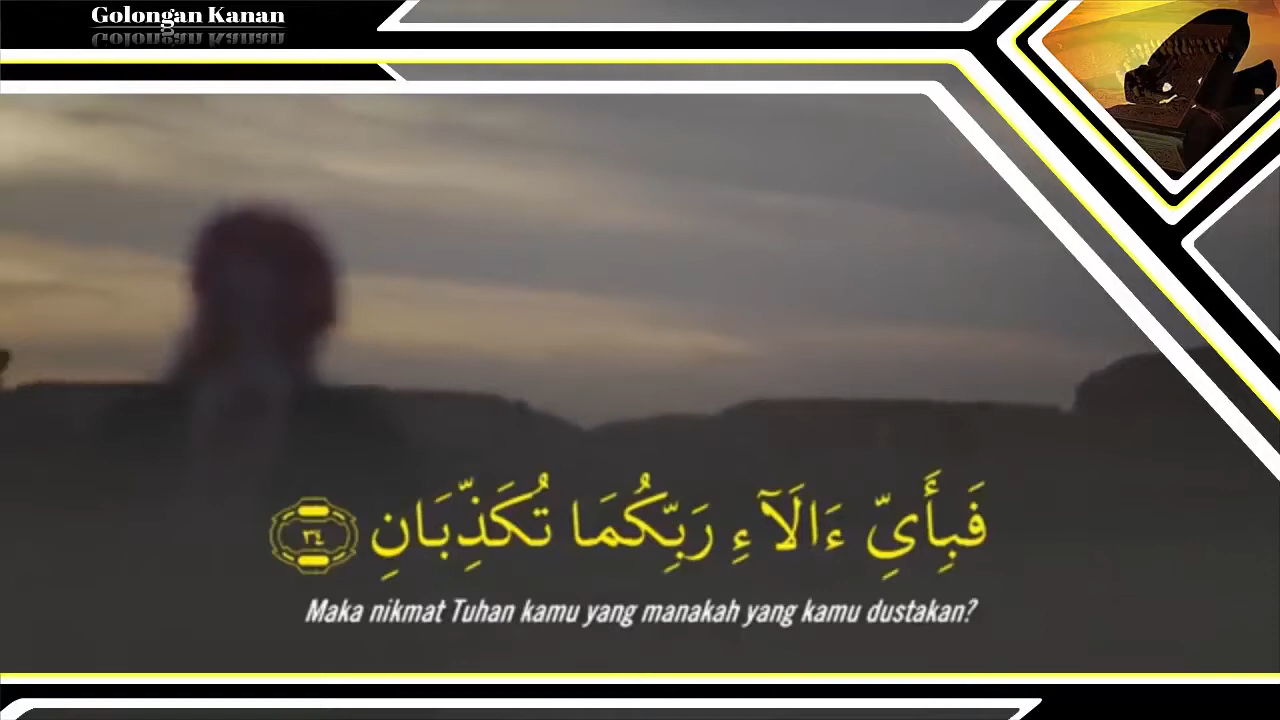 Golongan Kanan
فَبِأَيِّ ءَالَآءِ رَبِّكُمَا تُكَذِّبَانِ ٣٤
Maka nikmat Tuhan kamu yang manakah yang kamu dustakan?